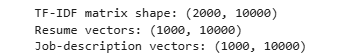 TF-IDF matrix shape: (2000, 10000)
Resume vectors: (1000, 10000)
Job-description vectors: (1000, 10000)